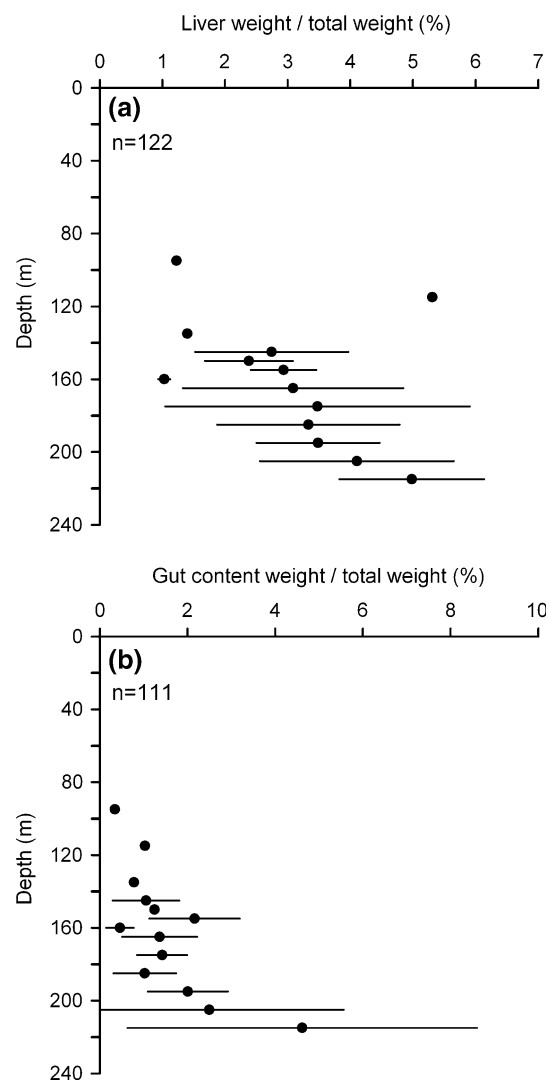 Liver weight / total weight (%)
0 1 2 3 4 5 6 7
0
(a)
n=122
40
80
120
160
200
240
Depth (m)
Gut content weight / total weight (%)
0 2 4 6 8 10
0
(b)
n=111
40
80
120
160
200
240
Depth (m)